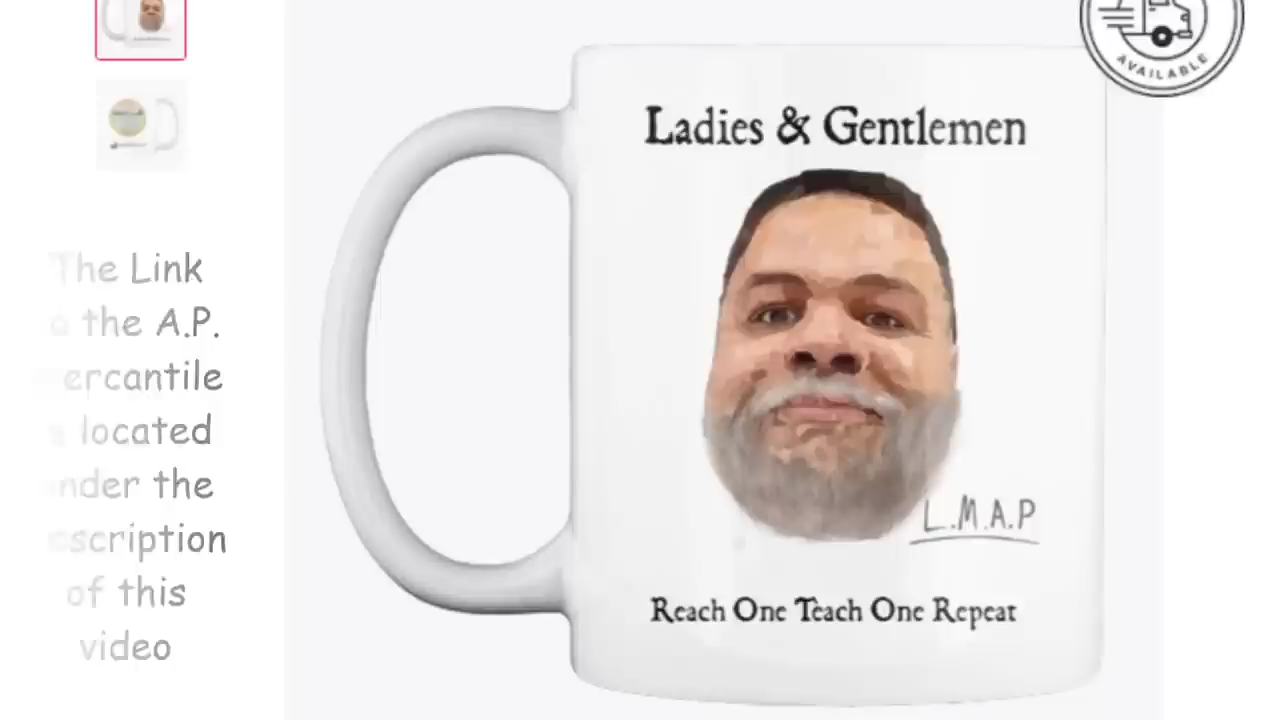 AVAILABLE
Ladies & Gentlemen
L.M.A.P
Reach One Teach One Repeat
The Link
the A.P.
located
the
of this
video